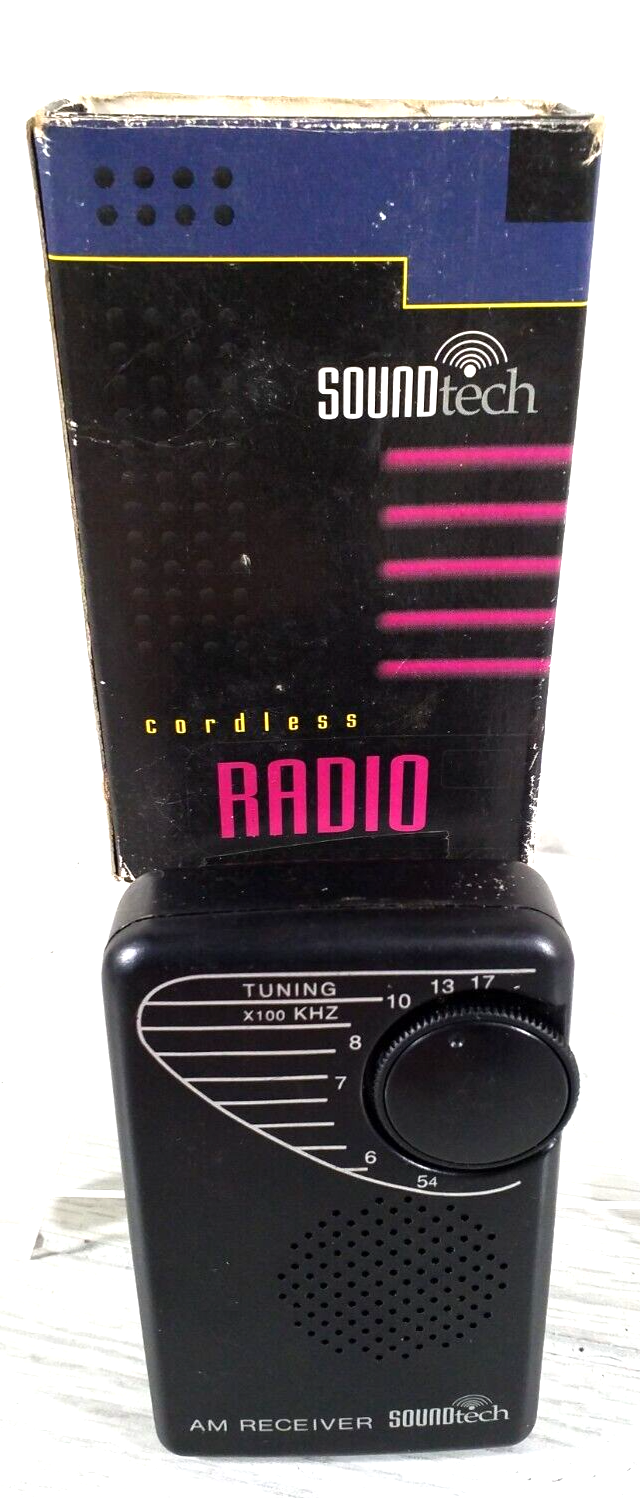 SOUNDtech
cordless
RADIO
TUNING
X100 KHZ
17
13
10
8
7
6
54
AM RECEIVER SOUNDtech